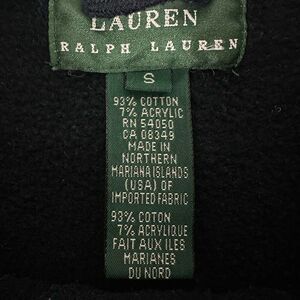 LAUREN
RALPH LAUREN
S
93% COTTON
7% ACRYLIC
RN 54050
CA 08349
MADE IN
NORTHERN
MARIANA ISLANDS
(USA) OF
IMPORTED FABRIC
93% COTON
7% ACRYLIQUE
FAIT AUX ILES
MARIANES
DU NORD